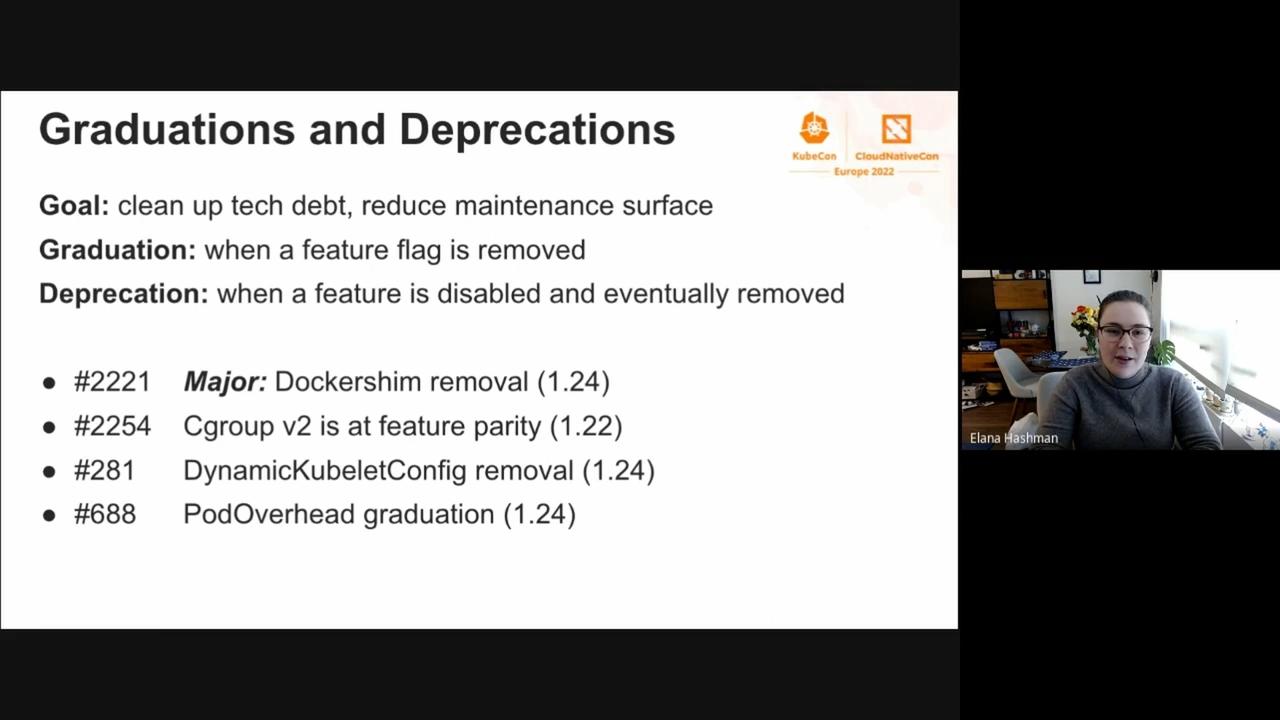 Graduations and Deprecations
KubeCon
CloudNativeCon
Europe 2022
Goal: clean up tech debt, reduce maintenance surface
Graduation: when a feature flag is removed
Deprecation: when a feature is disabled and eventually removed
● #2221 Major: Dockershim removal (1.24)
● #2254 Cgroup v2 is at feature parity (1.22)
● #281 DynamicKubeletConfig removal (1.24)
● #688 PodOverhead graduation (1.24)
Elana Hashman